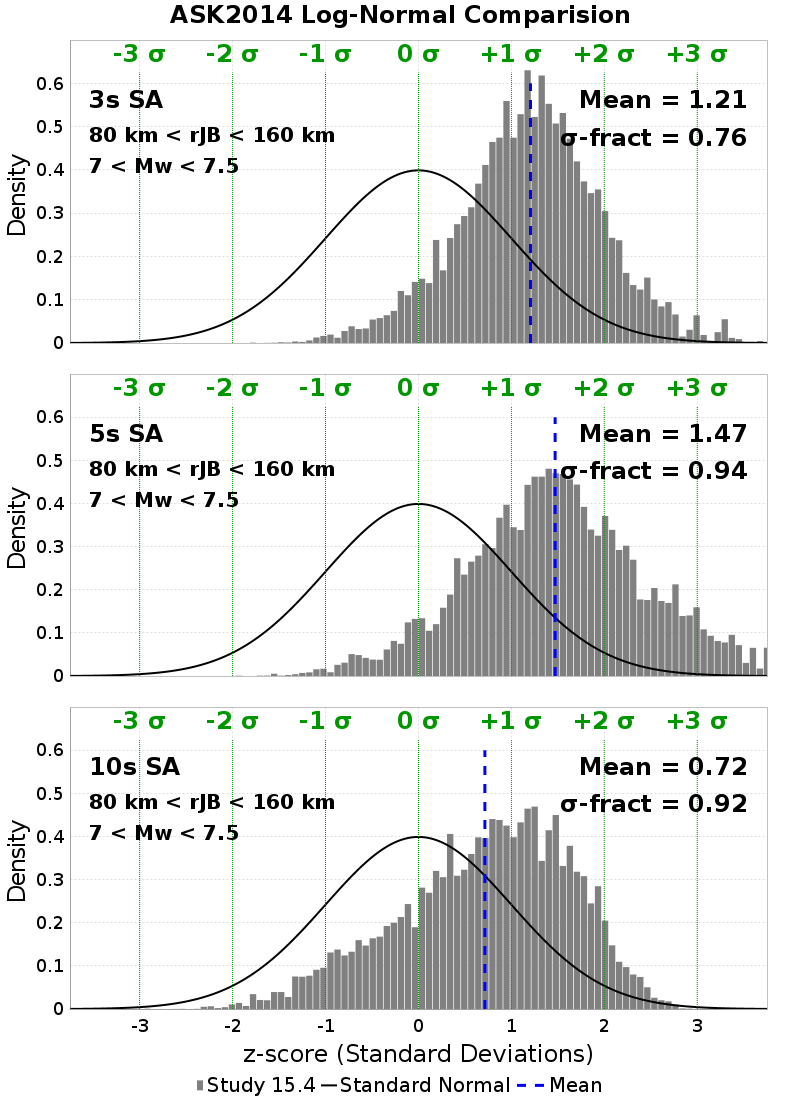 ASK2014 Log-Normal Comparision
-3 σ -2 σ -1 σ 0 σ +1 σ +2 σ +3 σ
3s SA
80 km < rJB < 160 km
7 < Mw < 7.5
Mean = 1.21
σ-fract = 0.76
0.6
0.5
0.4
0.3
0.2
0.1
0
Density
-3 σ -2 σ -1 σ 0 σ +1 σ +2 σ +3 σ
5s SA
80 km < rJB < 160 km
7 < Mw < 7.5
Mean = 1.47
σ-fract = 0.94
0.6
0.5
0.4
0.3
0.2
0.1
0
Density
-3 σ -2 σ -1 σ 0 σ +1 σ +2 σ +3 σ
10s SA
80 km < rJB < 160 km
7 < Mw < 7.5
Mean = 0.72
σ-fract = 0.92
0.6
0.5
0.4
0.3
0.2
0.1
0
Density
-3 -2 -1 0 1 2 3
z-score (Standard Deviations)
Study 15.4 Standard Normal Mean